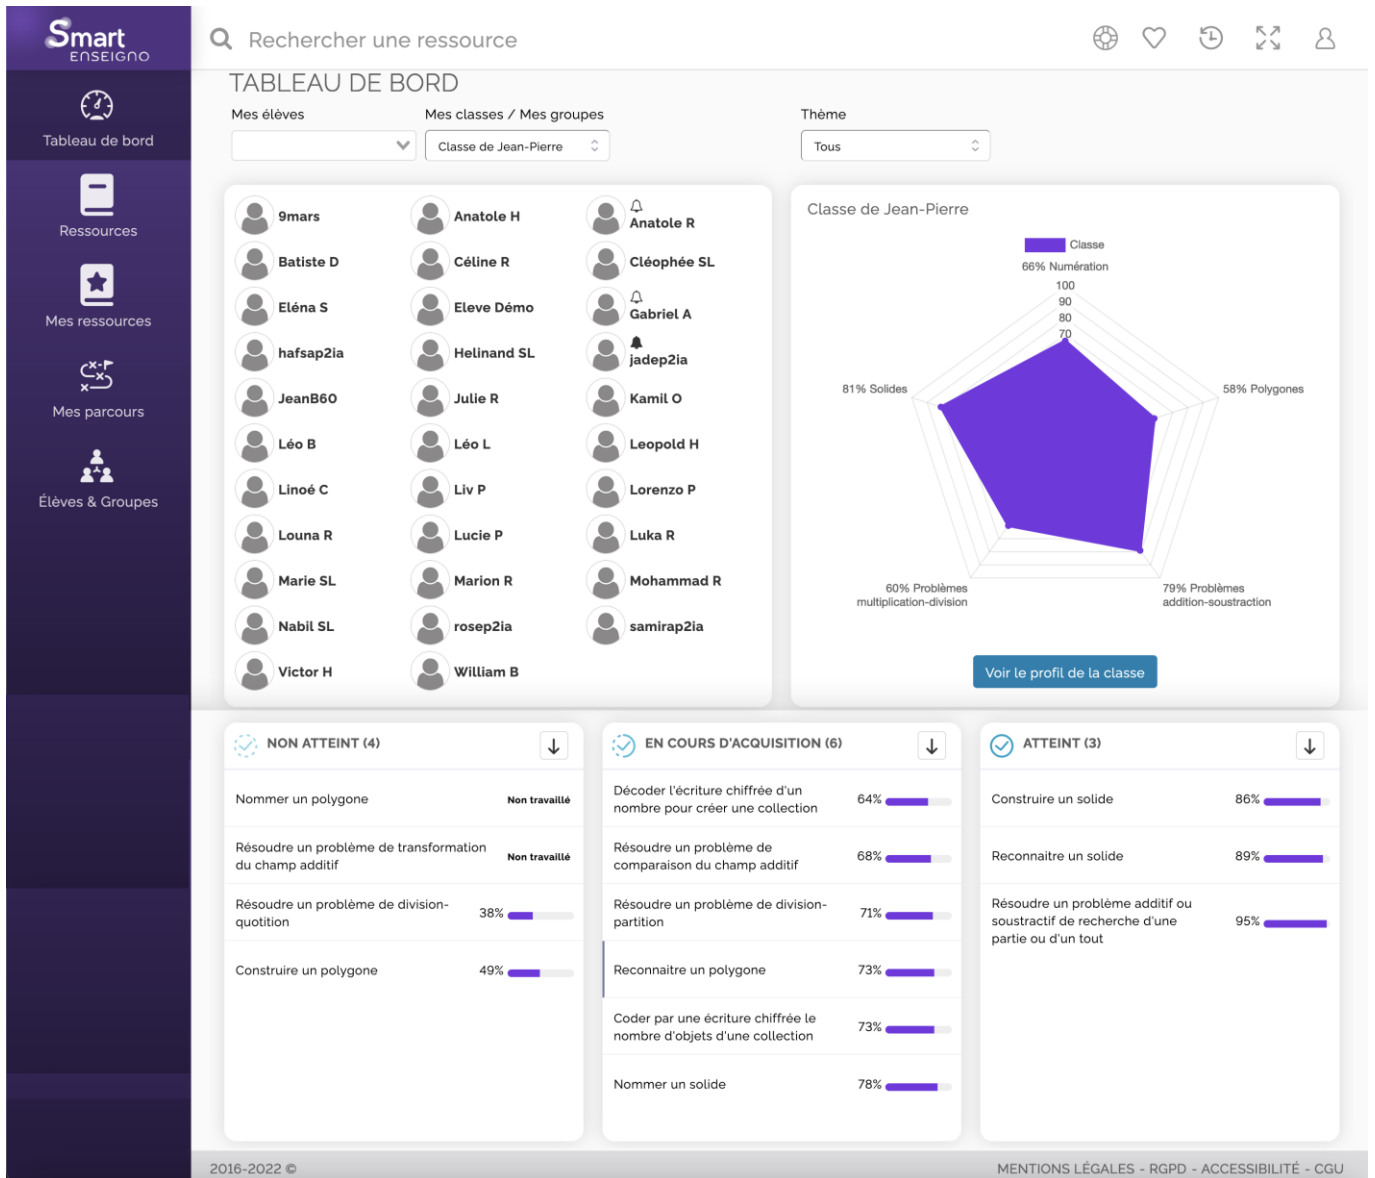 Smart
ENSEIGNO
Rechercher une ressource
Tableau de bord
Ressources
Mes ressources
Mes parcours
Élèves & Groupes
TABLEAU DE BORD
Mes élèves
Mes classes / Mes groupes
Thème
Classe de Jean-Pierre
Tous
9mars
Anatole H
Anatole R
Batiste D
Céline R
Cléophée SL
Eléna S
Eleve Démo
Gabriel A
hafsap2ia
Helinand SL
jadep2ia
JeanB60
Julie R
Kamil O
Léo B
Léo L
Leopold H
Linoé C
Liv P
Lorenzo P
Louna R
Lucie P
Luka R
Marie SL
Marion R
Mohammad R
Nabil SL
rosep2ia
samirap2ia
Victor H
William B
Classe de Jean-Pierre
Classe
66% Numération
100
90
80
70
81% Solides
58% Polygones
60% Problèmes
multiplication-division
79% Problèmes
addition-soustraction
Voir le profil de la classe
NON ATTEINT (4)
Nommer un polygone
Non travaillé
Résoudre un problème de transformation
du champ additif
Non travaillé
Résoudre un problème de division-
quotition
38%
Construire un polygone
49%
EN COURS D'ACQUISITION (6)
Décoder l'écriture chiffrée d'un
nombre pour créer une collection
64%
Résoudre un problème de
comparaison du champ additif
68%
Résoudre un problème de division-
partition
71%
Reconnaitre un polygone
73%
Coder par une écriture chiffrée le
nombre d'objets d'une collection
73%
Nommer un solide
78%
ATTEINT (3)
Construire un solide
86%
Reconnaitre un solide
89%
Résoudre un problème additif ou
soustractif de recherche d'une
partie ou d'un tout
95%
2016-2022 ©
MENTIONS LÉGALES - RGPD - ACCESSIBILITÉ - CGU